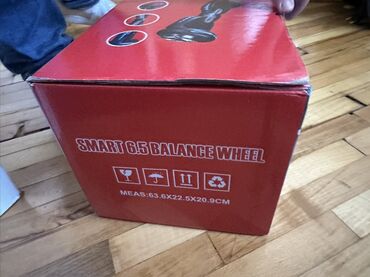 SMART 6.5 BALANCE WHEEL
MEAS:63.6X22.5X20.9CM